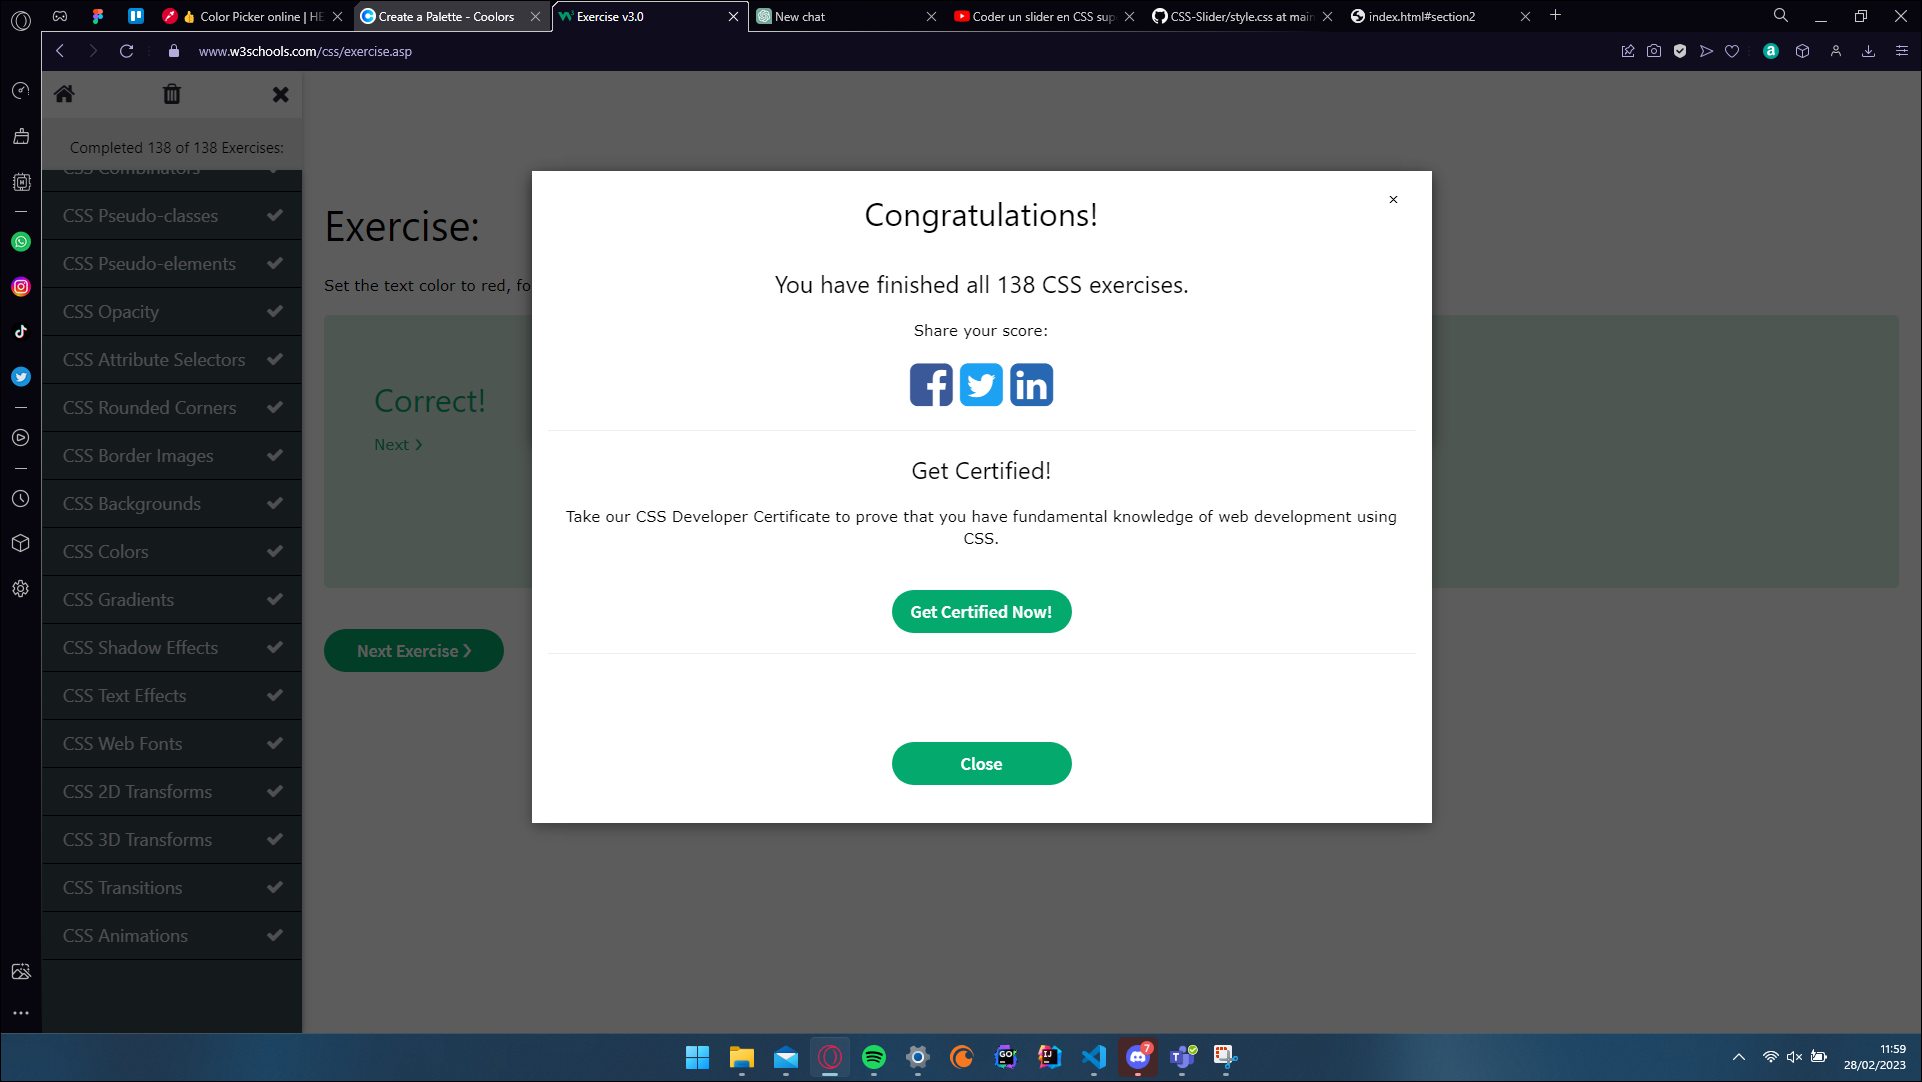 👍 Color Picker online | HE
Create a Palette - Coolors
Exercise v3.0
New chat
Coder un slider en CSS sup
CSS-Slider/style.css at main
index.html#section2
www.w3schools.com/css/exercise.asp
Completed 138 of 138 Exercises:
CSS Combinators
CSS Pseudo-classes
CSS Pseudo-elements
CSS Opacity
CSS Attribute Selectors
CSS Rounded Corners
CSS Border Images
CSS Backgrounds
CSS Colors
CSS Gradients
CSS Shadow Effects
CSS Text Effects
CSS Web Fonts
CSS 2D Transforms
CSS 3D Transforms
CSS Transitions
CSS Animations
Exercise:
Set the text color to red, fo
Correct!
Next ❯
Next Exercise ❯
×
Congratulations!
You have finished all 138 CSS exercises.
Share your score:
Get Certified!
Take our CSS Developer Certificate to prove that you have fundamental knowledge of web development using
CSS.
Get Certified Now!
Close
GO
IJ
7
11:59
28/02/2023